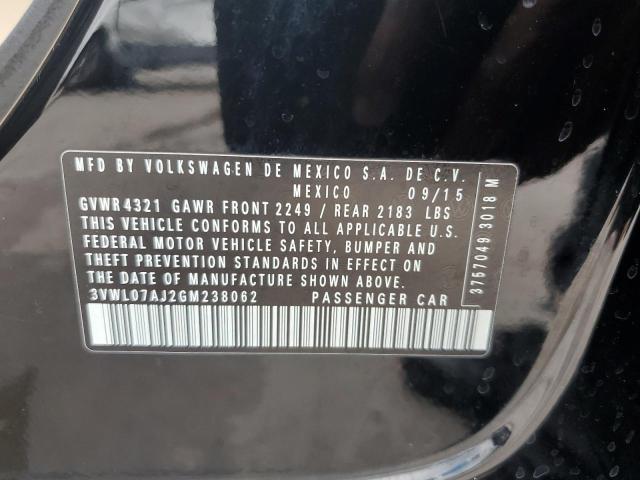 MFD BY VOLKSWAGEN DE MEXICO S.A. DE C.V.
MEXICO 09/15
GVWR 4321 GAWR FRONT 2249 / REAR 2183 LBS
THIS VEHICLE CONFORMS TO ALL APPLICABLE U.S.
FEDERAL MOTOR VEHICLE SAFETY, BUMPER AND
THEFT PREVENTION STANDARDS IN EFFECT ON
THE DATE OF MANUFACTURE SHOWN ABOVE.
3VWL07AJ2GM238062 PASSENGER CAR
3757049 3018 M